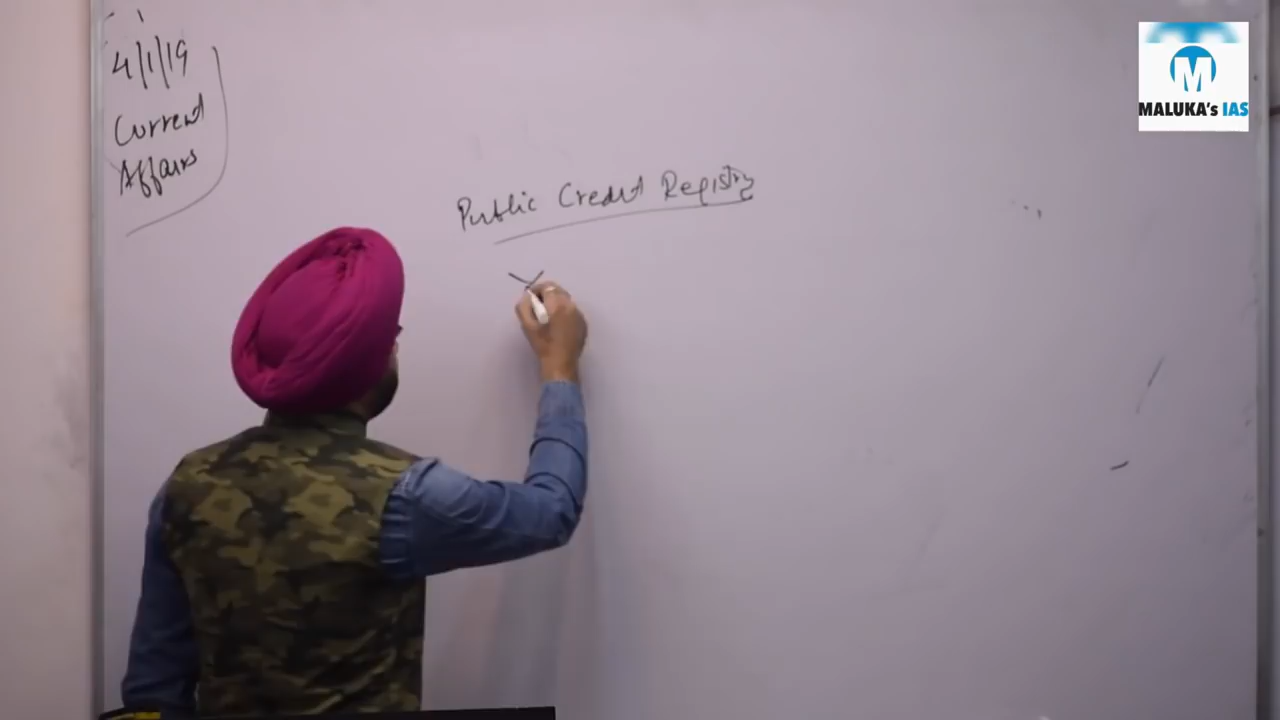 4/1/19
Current
Affairs
Public Credit Registry
M
MALUKA's IAS